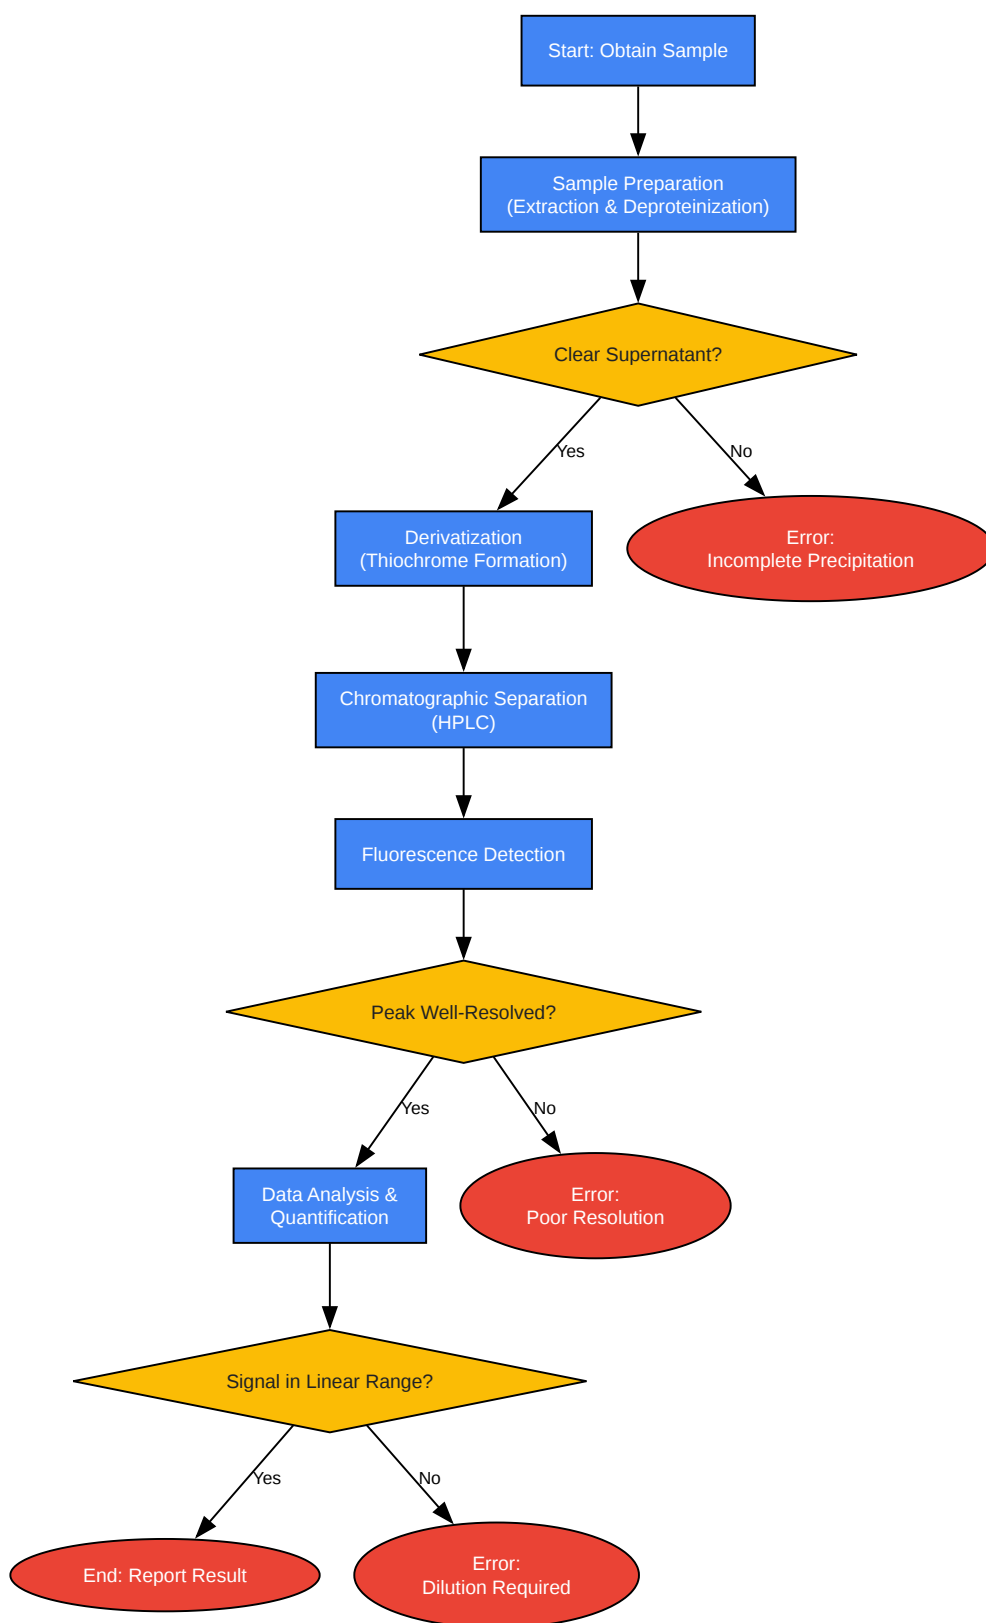 Start: Obtain Sample
Sample Preparation
(Extraction & Deproteinization)
Clear Supernatant?
Yes
No
Derivatization
(Thiochrome Formation)
Error:
Incomplete Precipitation
Chromatographic Separation
(HPLC)
Fluorescence Detection
Peak Well-Resolved?
Yes
No
Data Analysis &
Quantification
Error:
Poor Resolution
Signal in Linear Range?
Yes
No
End: Report Result
Error:
Dilution Required